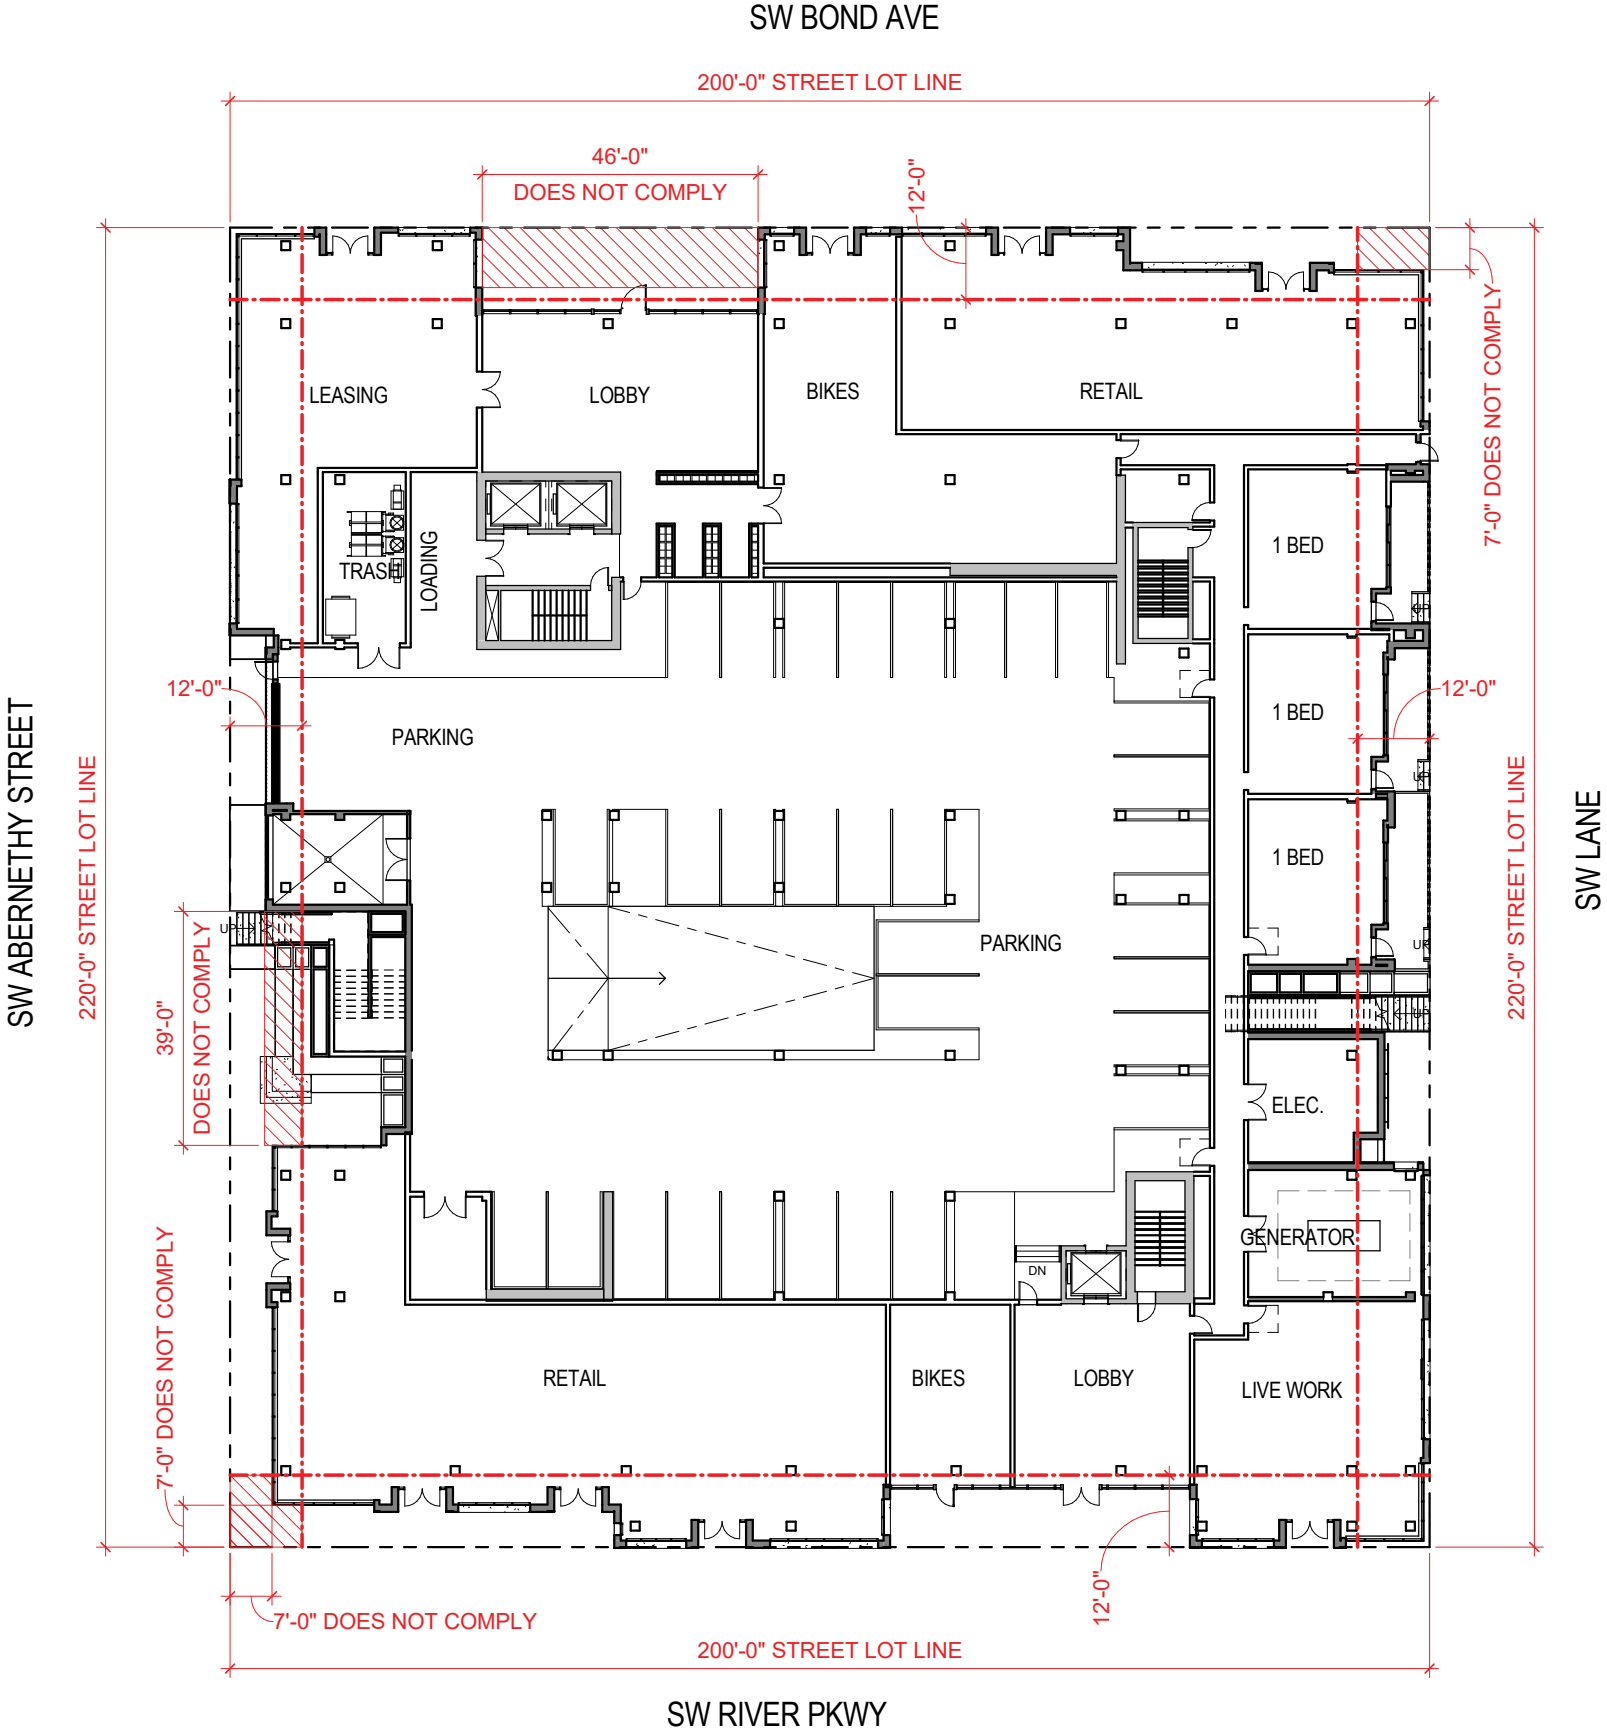 SW BOND AVE
200'-0" STREET LOT LINE
46'-0"
DOES NOT COMPLY
12'-0"
7'-0" DOES NOT COMPLY
LEASING
LOBBY
BIKES
RETAIL
TRASH
LOADING
1 BED
1 BED
1 BED
12'-0"
12'-0"
PARKING
PARKING
SW ABERNETHY STREET
220'-0" STREET LOT LINE
220'-0" STREET LOT LINE
SW LANE
UP
UP
39'-0"
DOES NOT COMPLY
ELEC.
GENERATOR
DN
7'-0" DOES NOT COMPLY
RETAIL
BIKES
LOBBY
LIVE WORK
12'-0"
7'-0" DOES NOT COMPLY
200'-0" STREET LOT LINE
SW RIVER PKWY